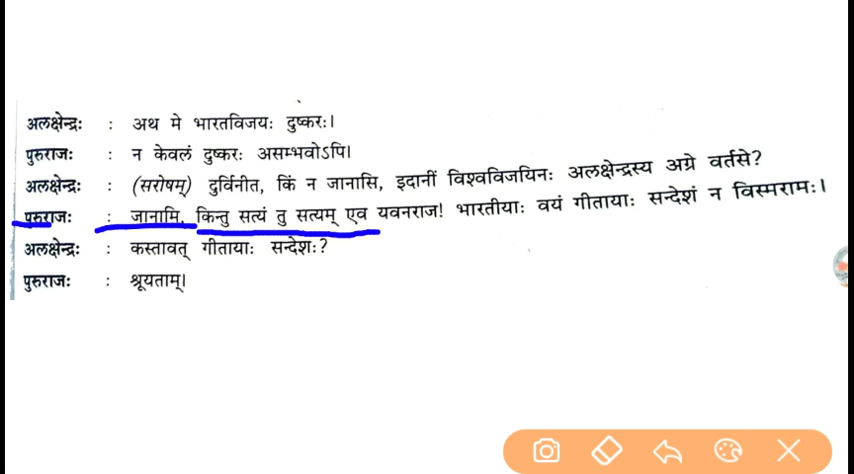 अलक्षेन्द्रः : अथ मे भारतविजयः दुष्करः।
पुरुराजः : न केवलं दुष्करः असम्भवोऽपि।
अलक्षेन्द्रः : (सरोषम्) दुर्विनीत, किं न जानासि, इदानीं विश्वविजयिनः अलक्षेन्द्रस्य अग्रे वर्तसे?
पुरुराजः : जानामि, किन्तु सत्यं तु सत्यम् एव यवनराज! भारतीयाः वयं गीतायाः सन्देशं न विस्मरामः।
अलक्षेन्द्रः : कस्तावत् गीतायाः सन्देशः?
पुरुराजः : श्रूयताम्।